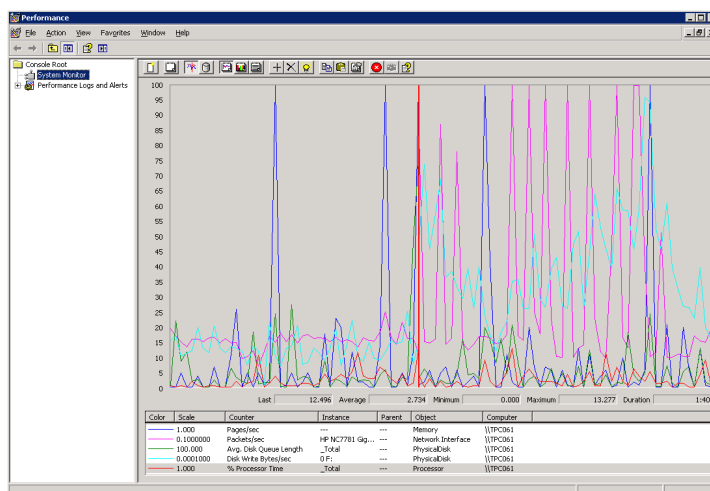 Performance
File Action View Favorites Window Help
Console Root
System Monitor
Performance Logs and Alerts
100
95
90
85
80
75
70
65
60
55
50
45
40
35
30
25
20
15
10
5
0
Last 12.496 Average 2.734 Minimum 0.000 Maximum 13.277 Duration 1:40
Color Scale Counter Instance Parent Object Computer
1.000 Pages/sec --- --- Memory \\TPC061
0.1000000 Packets/sec HP NC7781 Gig... --- Network Interface \\TPC061
100.000 Avg. Disk Queue Length _Total --- PhysicalDisk \\TPC061
0.0001000 Disk Write Bytes/sec 0 F: --- PhysicalDisk \\TPC061
1.000 % Processor Time _Total --- Processor \\TPC061